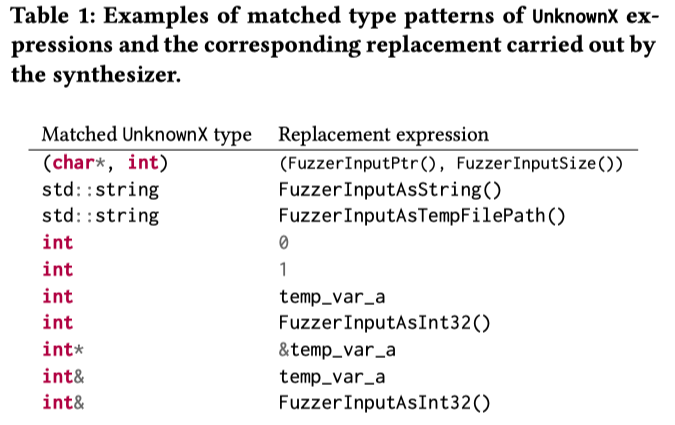 Table 1: Examples of matched type patterns of UnknownX ex-
pressions and the corresponding replacement carried out by
the synthesizer.
Matched UnknownX type Replacement expression
(char*, int) (FuzzerInputPtr(), FuzzerInputSize())
std::string FuzzerInputAsString()
std::string FuzzerInputAsTempFilePath()
int 0
int 1
int temp_var_a
int FuzzerInputAsInt32()
int* &temp_var_a
int& temp_var_a
int& FuzzerInputAsInt32()